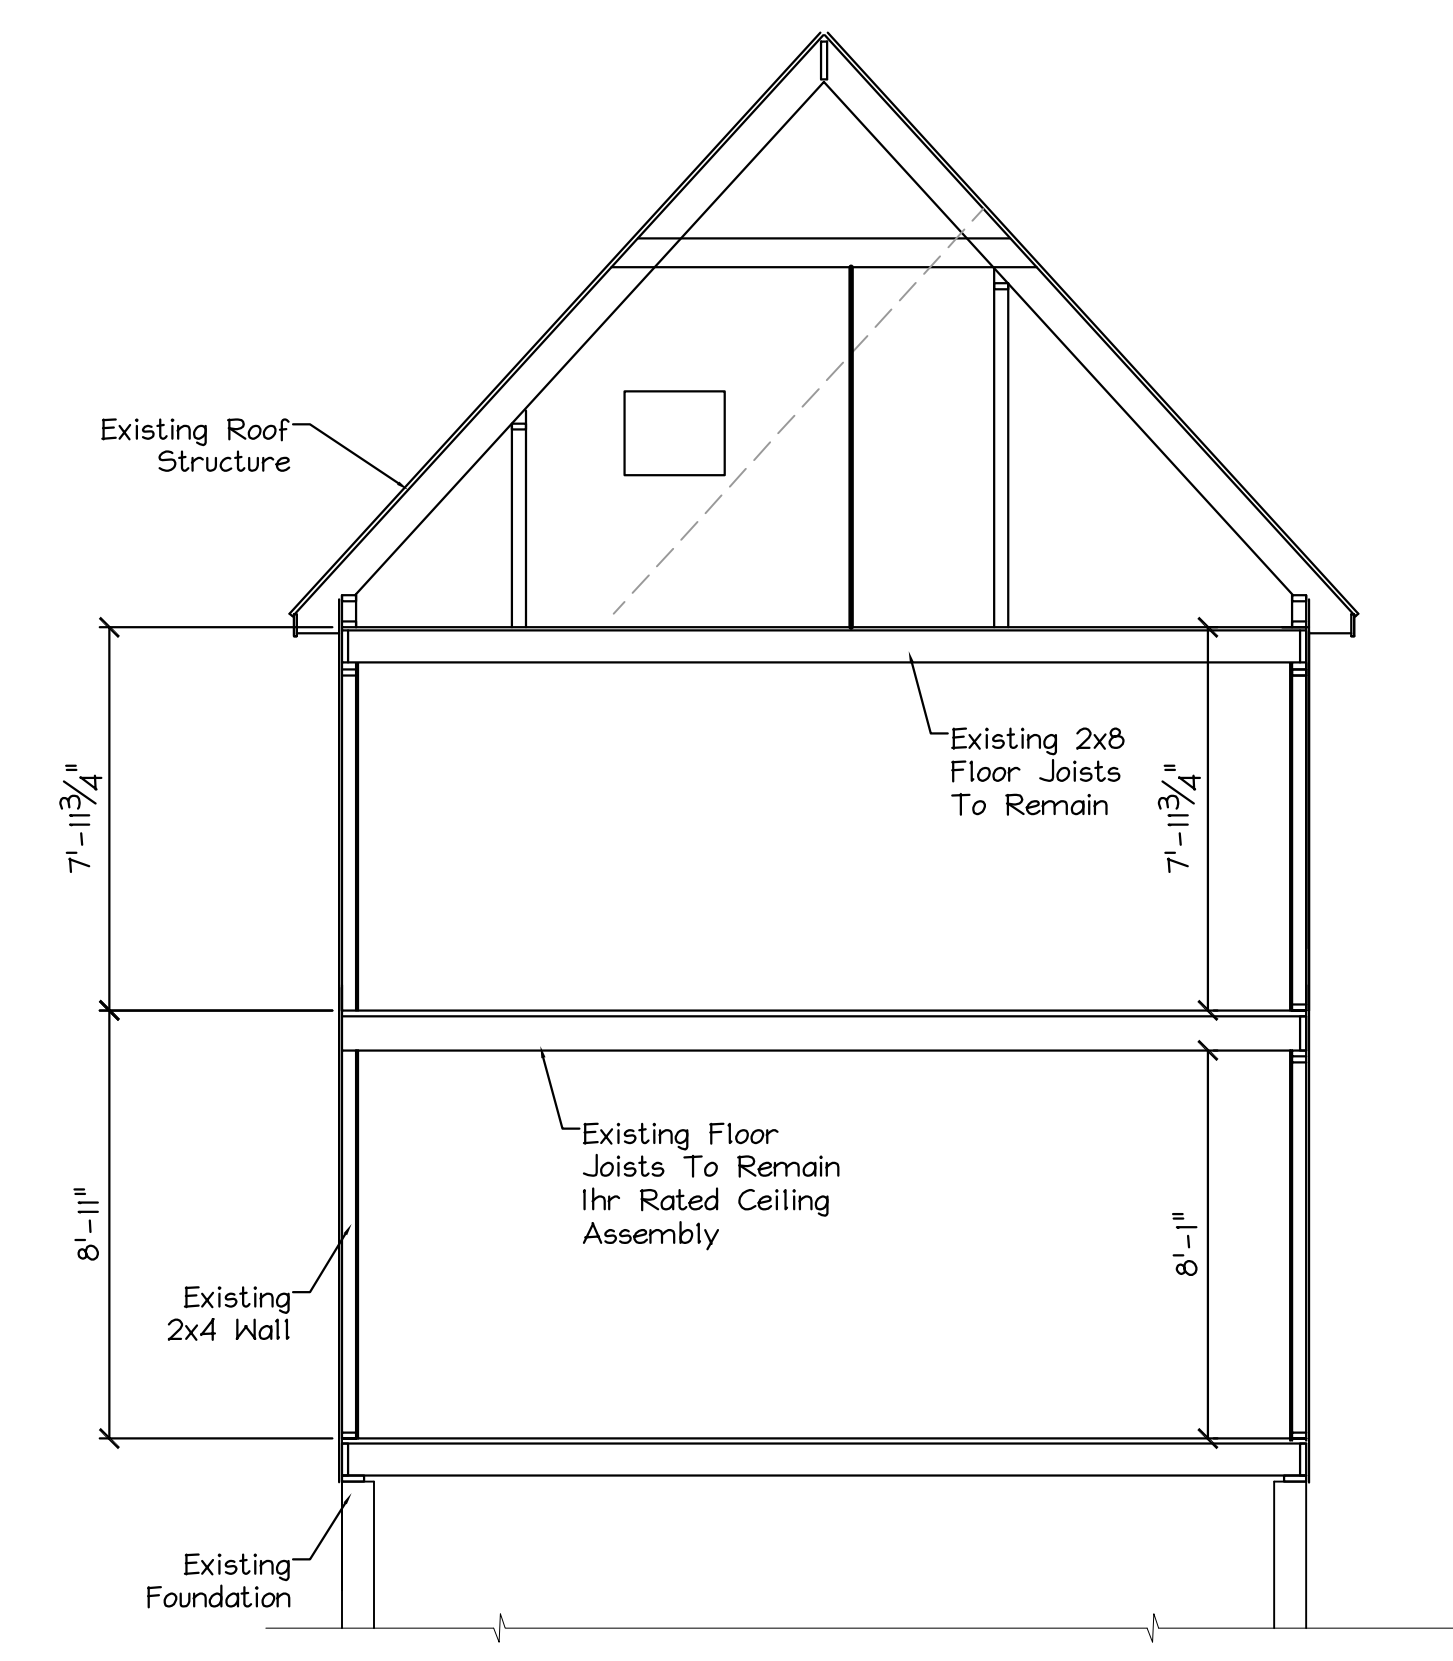 Existing Roof
Structure
Existing 2x8
Floor Joists
To Remain
7'-11 3/4"
7'-11 3/4"
Existing Floor
Joists To Remain
1hr Rated Ceiling
Assembly
8'-11"
8'-1"
Existing
2x4 Wall
Existing
Foundation